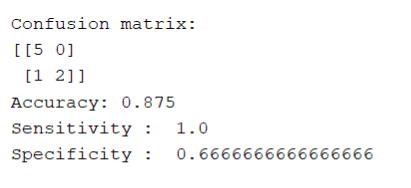 Confusion matrix:
[[5 0]
 [1 2]]
Accuracy: 0.875
Sensitivity :  1.0
Specificity :  0.6666666666666666